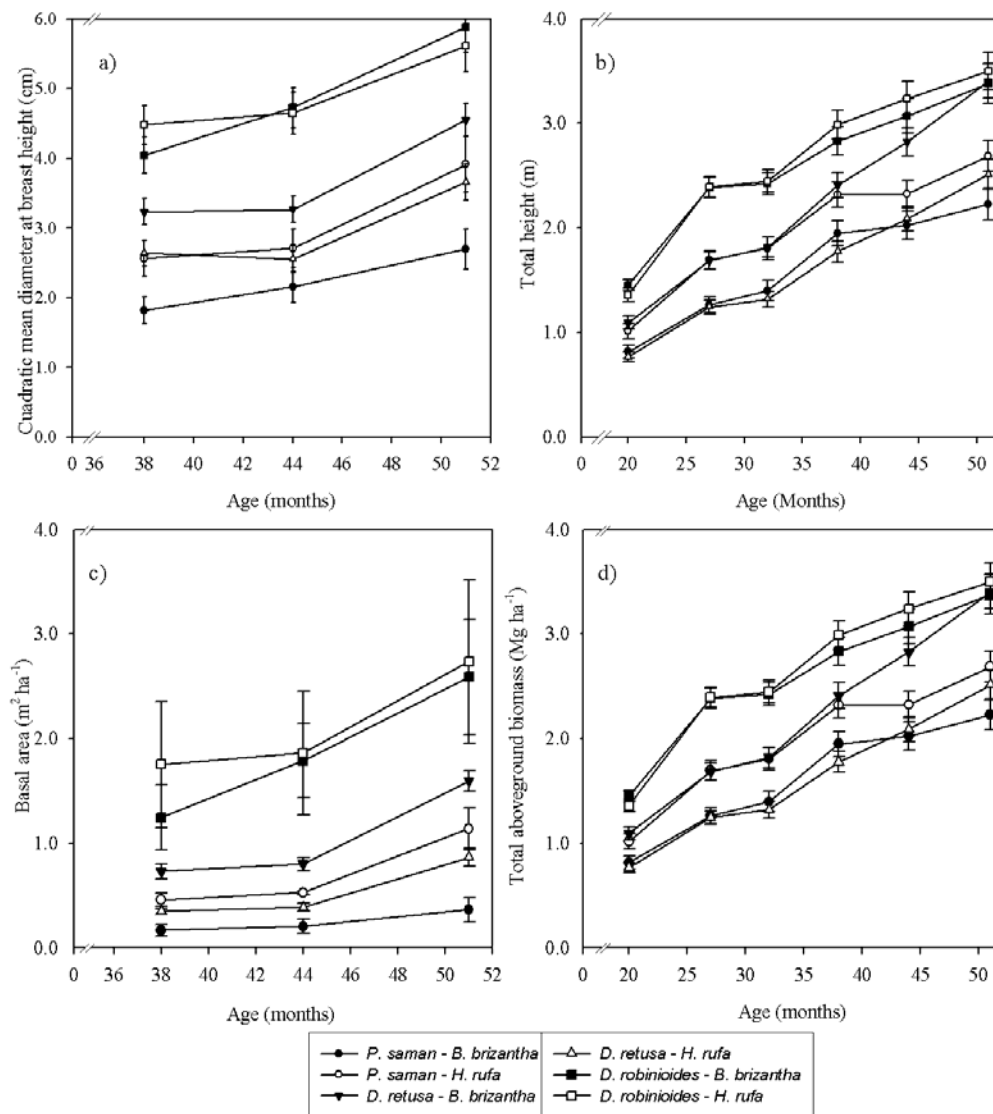 a)
Cuadratic mean diameter at breast height (cm)
6.0
5.0
4.0
3.0
2.0
1.0
0.0
0 36 38 40 42 44 46 48 50 52
Age (months)
b)
Total height (m)
4.0
3.0
2.0
1.0
0.0
0 20 25 30 35 40 45 50
Age (Months)
c)
Basal area (m² ha⁻¹)
4.0
3.0
2.0
1.0
0.0
0 36 38 40 42 44 46 48 50 52
Age (months)
d)
Total aboveground biomass (Mg ha⁻¹)
4.0
3.0
2.0
1.0
0.0
0 20 25 30 35 40 45 50
Age (months)
P. saman - B. brizantha
P. saman - H. rufa
D. retusa - B. brizantha
D. retusa - H. rufa
D. robinioides - B. brizantha
D. robinioides - H. rufa